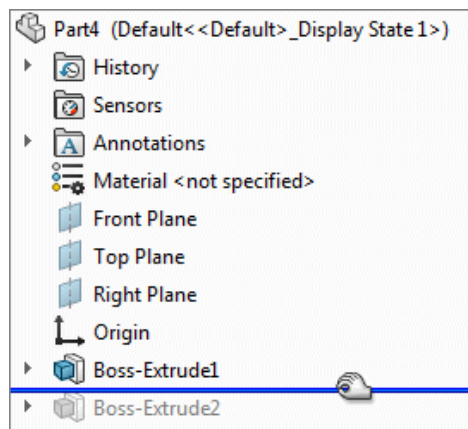 Part4 (Default<<Default>_Display State 1>)
History
Sensors
A Annotations
Material <not specified>
Front Plane
Top Plane
Right Plane
Origin
Boss-Extrude1
Boss-Extrude2